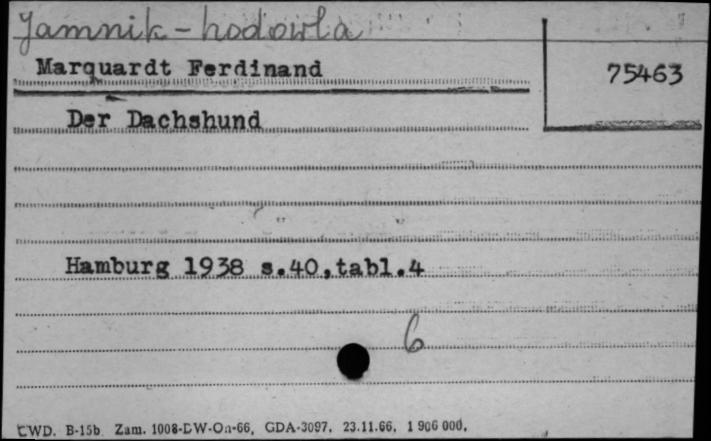 Jamnik - hodowla
Marquardt Ferdinand
75463
Der Dachshund
Hamburg 1938 s.40,tabl.4
6
CWD. B-15b Zam. 1008-DW-On-66, GDA-3097, 23.11.66, 1 906 000.